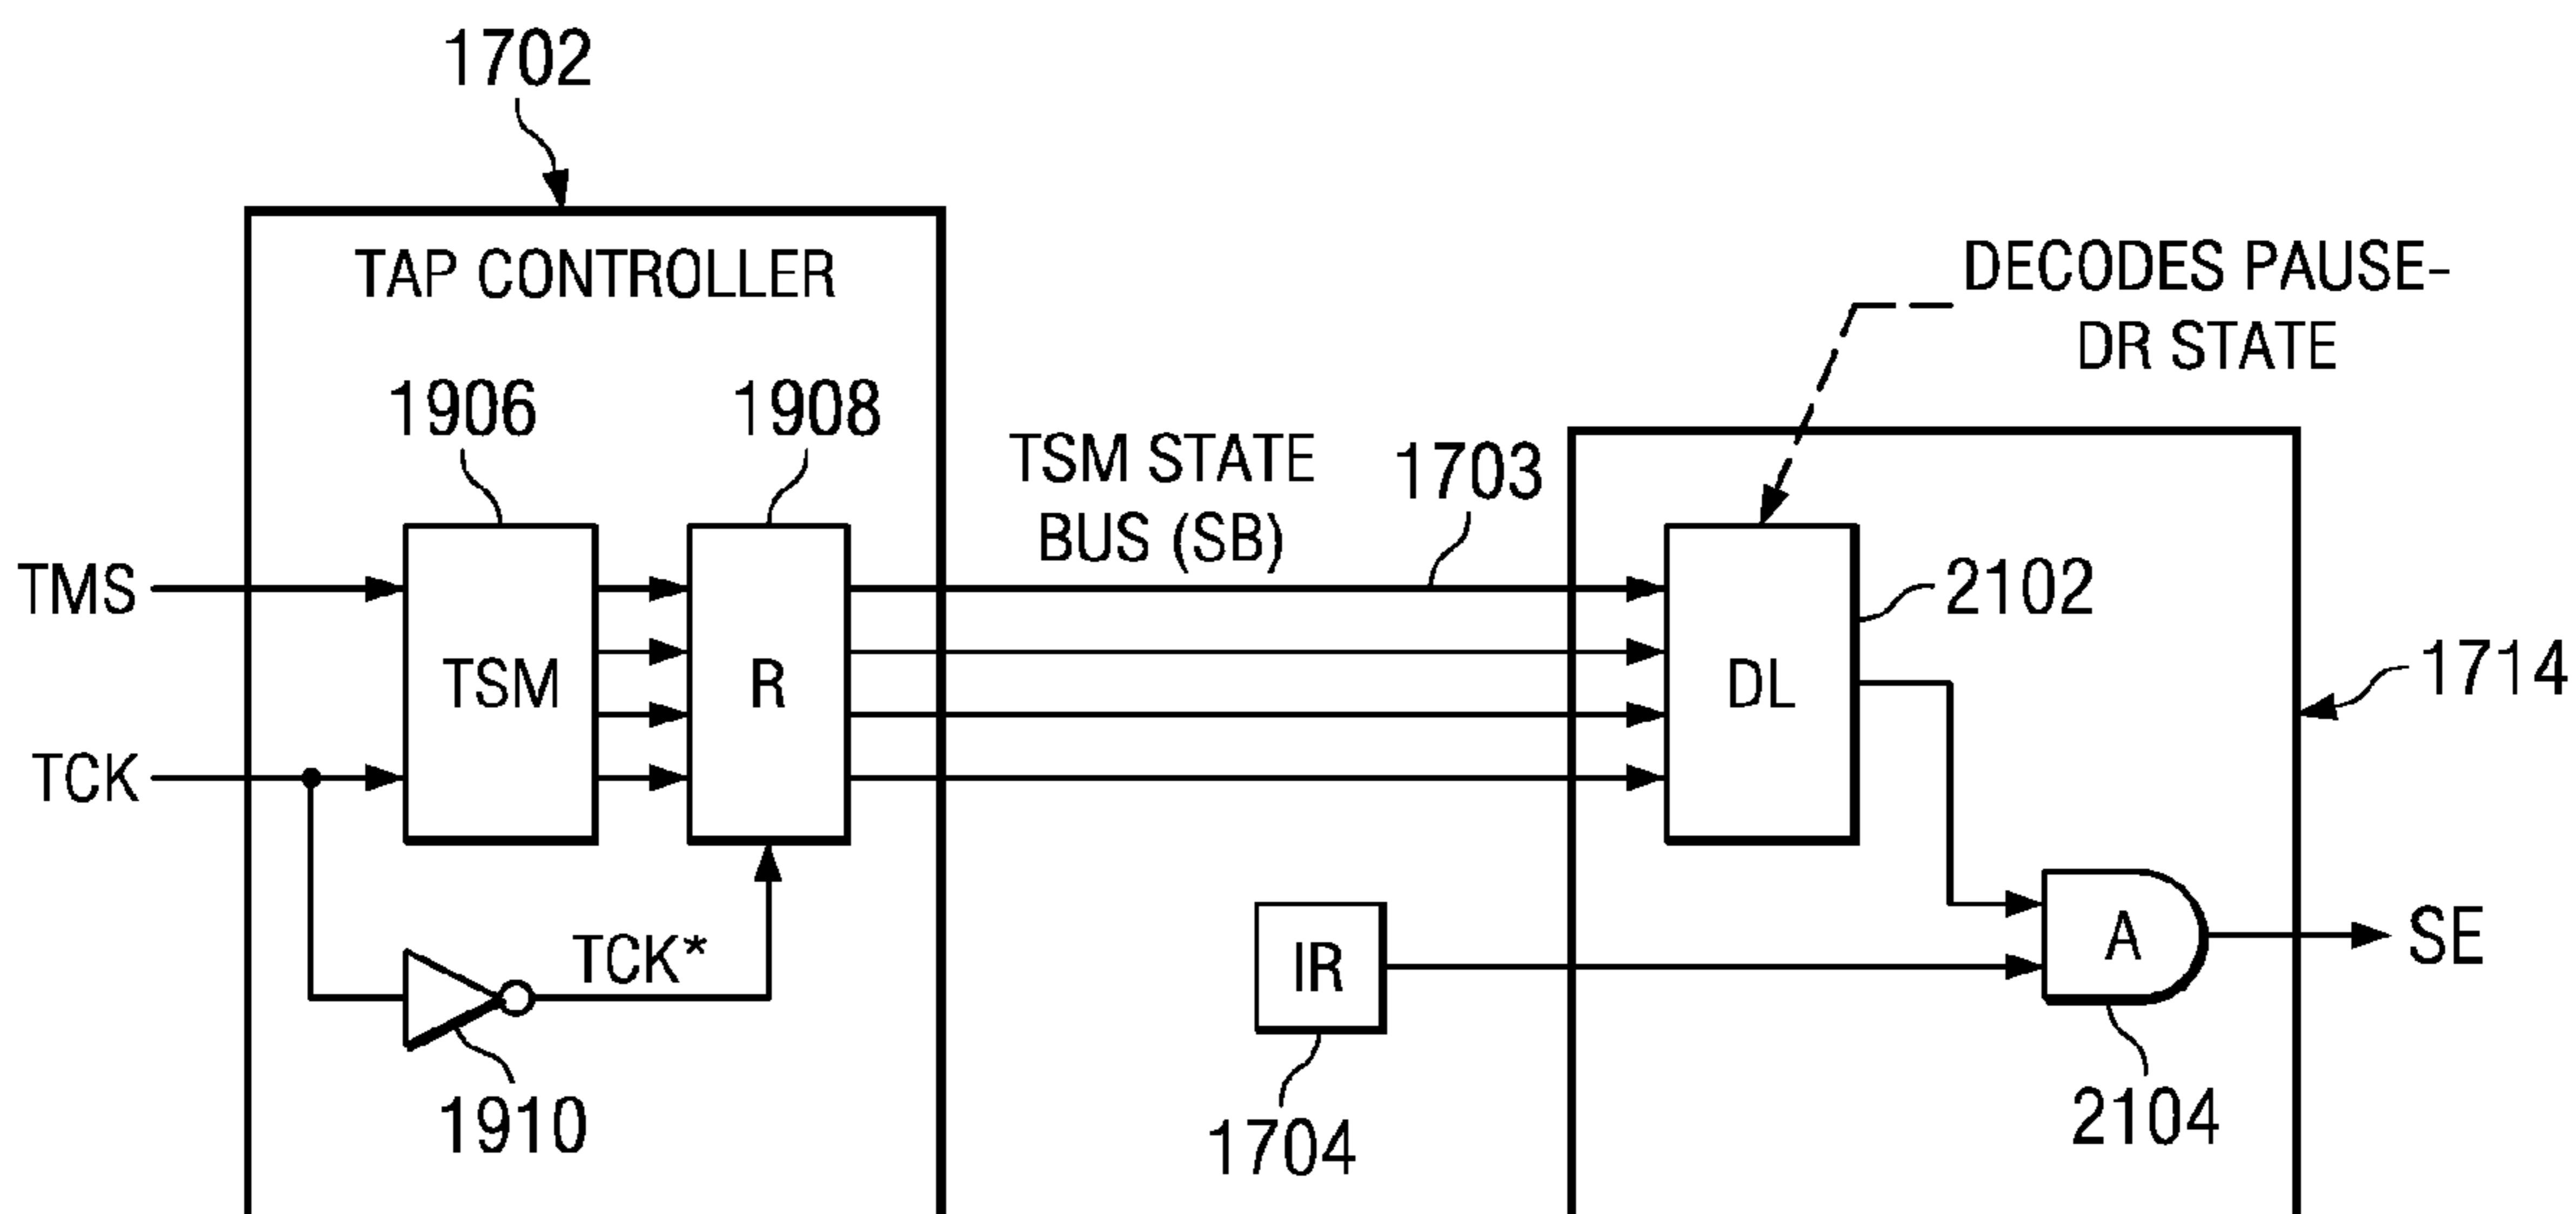 1702
TAP CONTROLLER
DECODES PAUSE-
DR STATE
1906
1908
TSM STATE
BUS (SB)
1703
TMS
TSM
R
DL
2102
1714
TCK
TCK*
IR
A
SE
1910
1704
2104